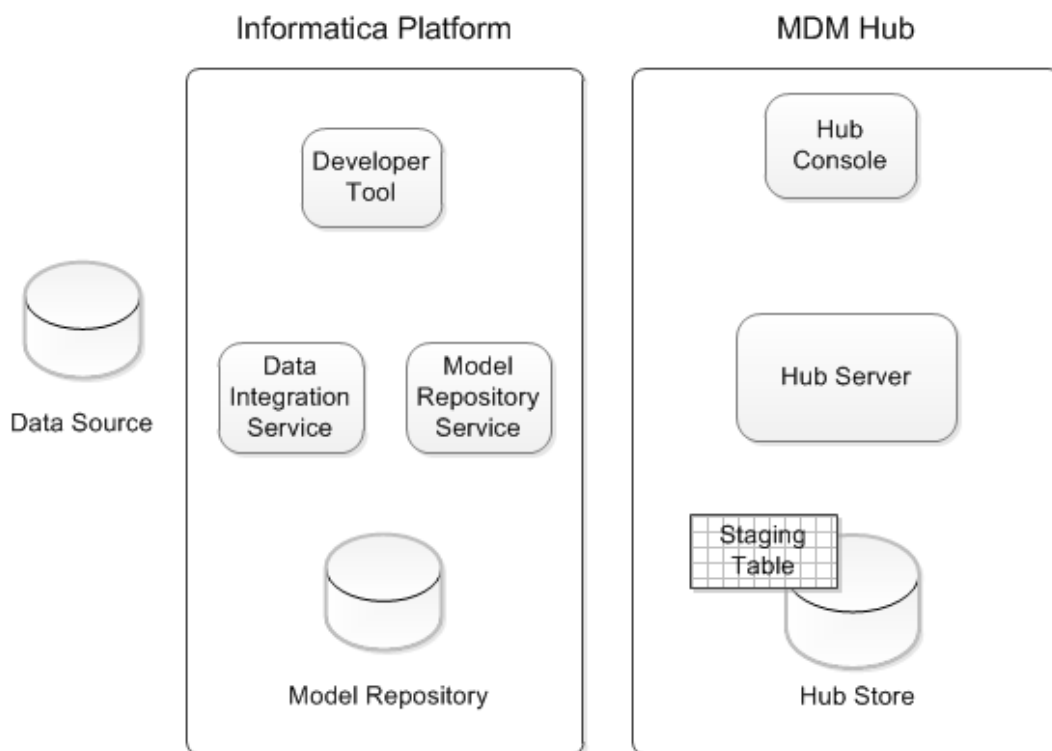 Informatica Platform
MDM Hub
Developer
Tool
Hub
Console
Data Source
Data
Integration
Service
Model
Repository
Service
Hub Server
Staging
Table
Model Repository
Hub Store